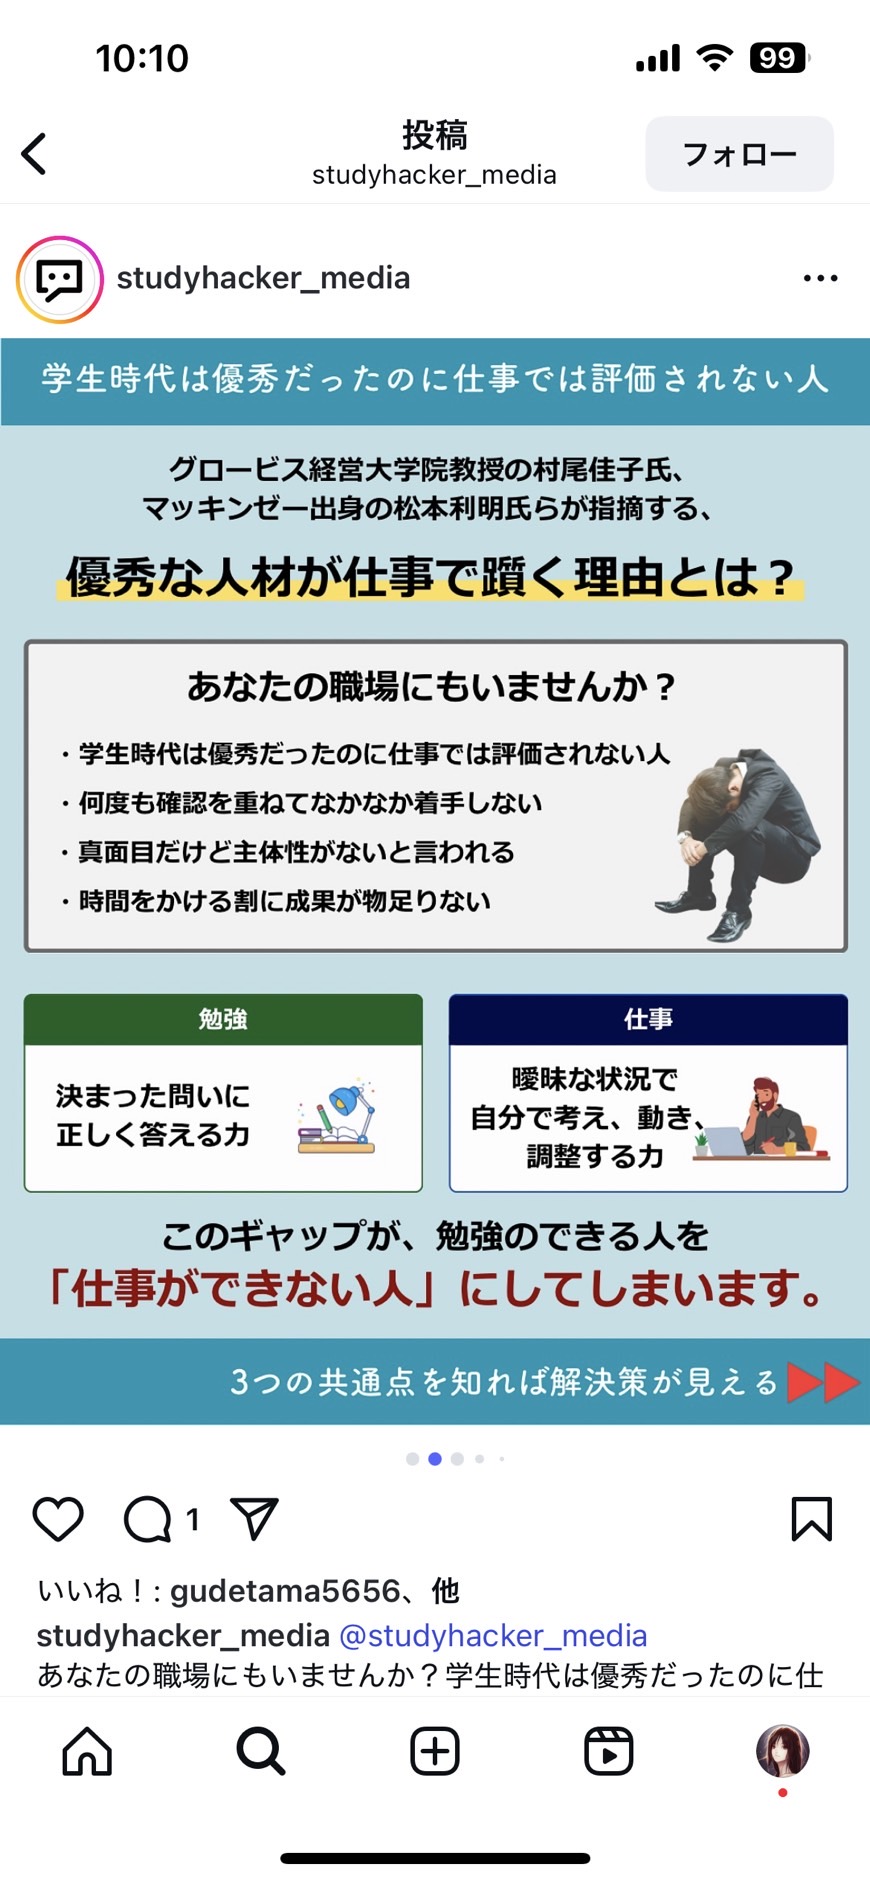 10:10
99
投稿
studyhacker_media
フォロー
studyhacker_media
学生時代は優秀だったのに仕事では評価されない人
グロービス経営大学院教授の村尾佳子氏、
マッキンゼー出身の松本利明氏らが指摘する、
優秀な人材が仕事で躓く理由とは？
あなたの職場にもいませんか？
・学生時代は優秀だったのに仕事では評価されない人
・何度も確認を重ねてなかなか着手しない
・真面目だけど主体性がないと言われる
・時間をかける割に成果が物足りない
勉強
決まった問いに
正しく答える力
仕事
曖昧な状況で
自分で考え、動き、
調整する力
このギャップが、勉強のできる人を
「仕事ができない人」にしてしまいます。
3つの共通点を知れば解決策が見える
1
いいね！: gudetama5656、他
studyhacker_media @studyhacker_media
あなたの職場にもいませんか？学生時代は優秀だったのに仕